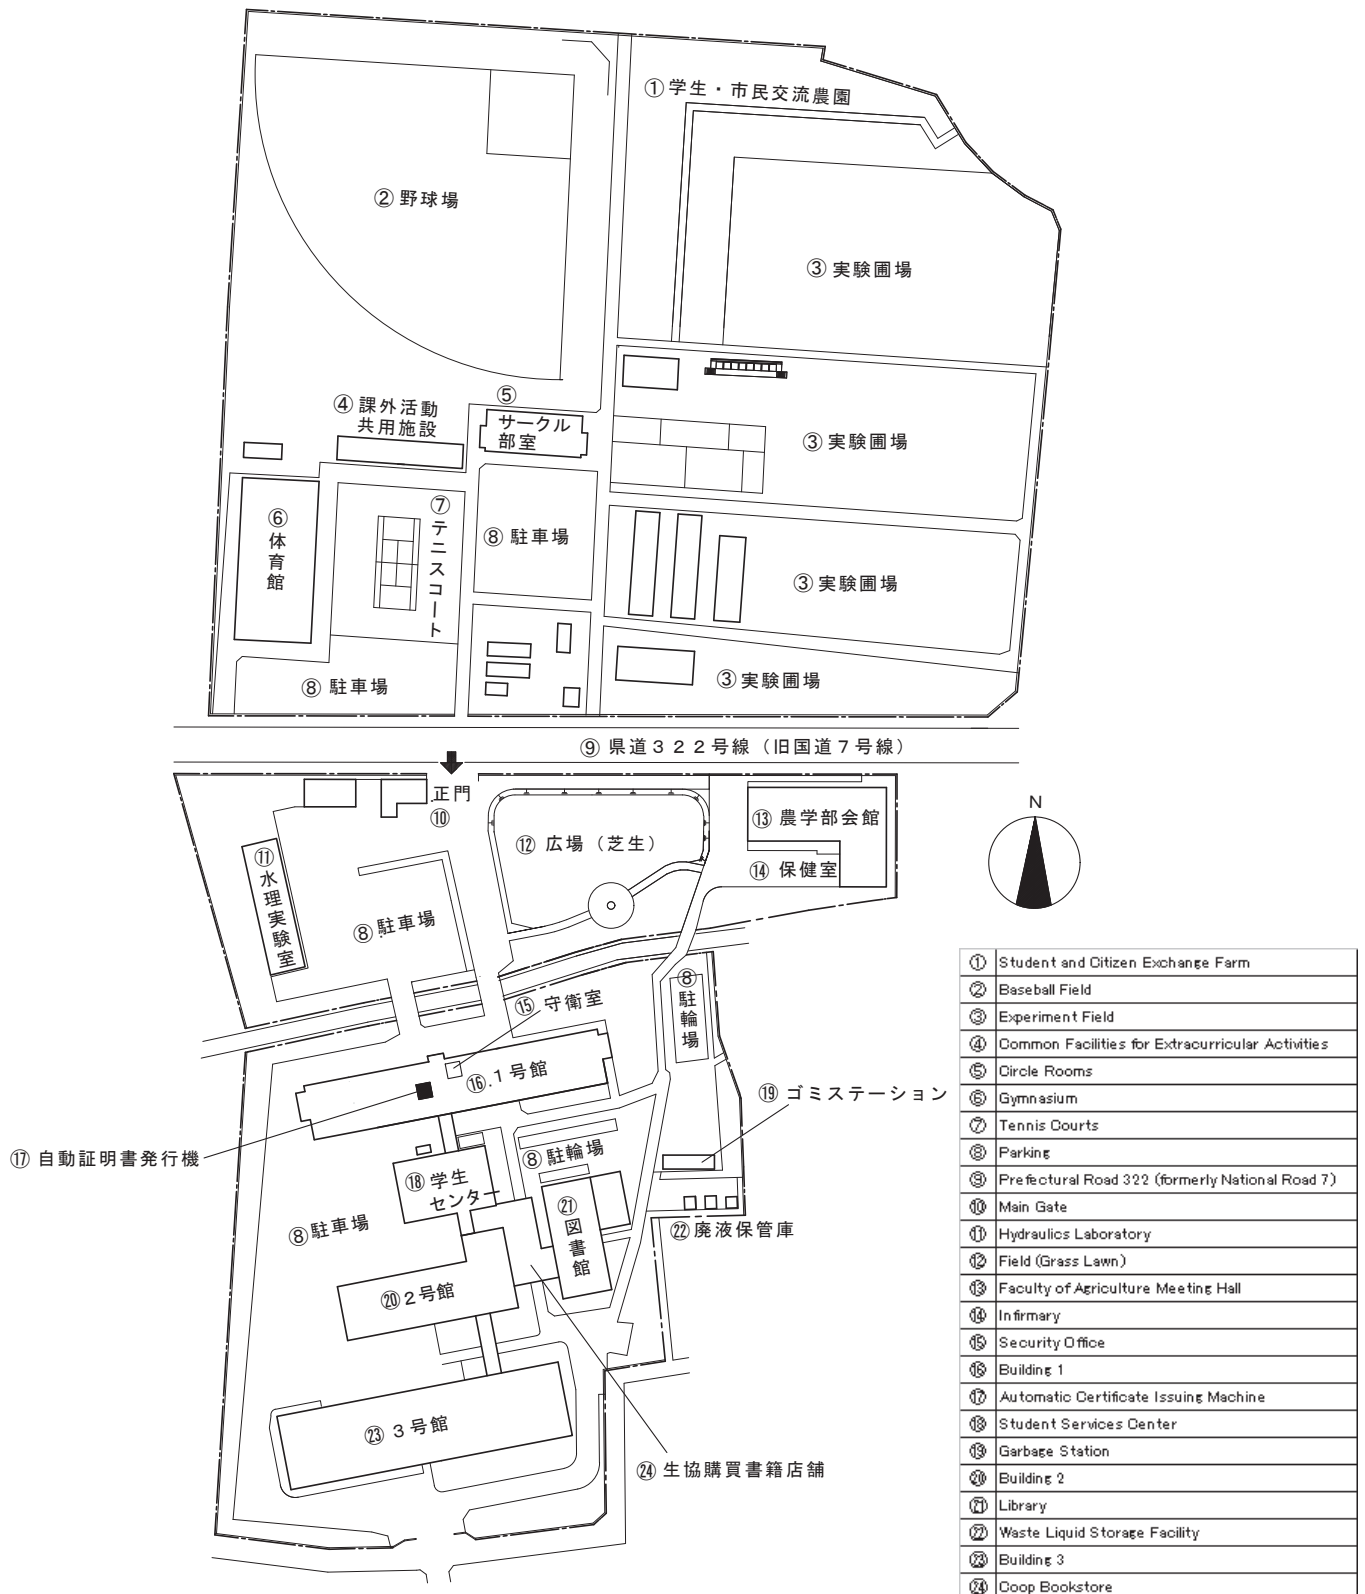 ①学生・市民交流農園
②野球場
③実験圃場
④課外活動
共用施設
⑤
サークル
部室
③実験圃場
⑥体育館
⑦テニスコート
⑧駐車場
③実験圃場
⑧駐車場
③実験圃場
⑨県道322号線（旧国道7号線）
正門
⑩
⑪水理実験室
⑫広場（芝生）
⑬農学部会館
⑭保健室
N
⑧駐車場
⑧駐輪場
⑮守衛室
⑯.1号館
⑰自動証明書発行機
⑲ゴミステーション
⑧駐輪場
⑱学生
センター
⑧駐車場
㉑図書館
㉒廃液保管庫
⑳2号館
㉓3号館
㉔生協購買書籍店舗
① Student and Citizen Exchange Farm
② Baseball Field
③ Experiment Field
④ Common Facilities for Extracurricular Activities
⑤ Circle Rooms
⑥ Gymnasium
⑦ Tennis Courts
⑧ Parking
⑨ Prefectural Road 322 (formerly National Road 7)
⑩ Main Gate
⑪ Hydraulics Laboratory
⑫ Field (Grass Lawn)
⑬ Faculty of Agriculture Meeting Hall
⑭ Infirmary
⑮ Security Office
⑯ Building 1
⑰ Automatic Certificate Issuing Machine
⑱ Student Services Center
⑲ Garbage Station
⑳ Building 2
㉑ Library
㉒ Waste Liquid Storage Facility
㉓ Building 3
㉔ Coop Bookstore